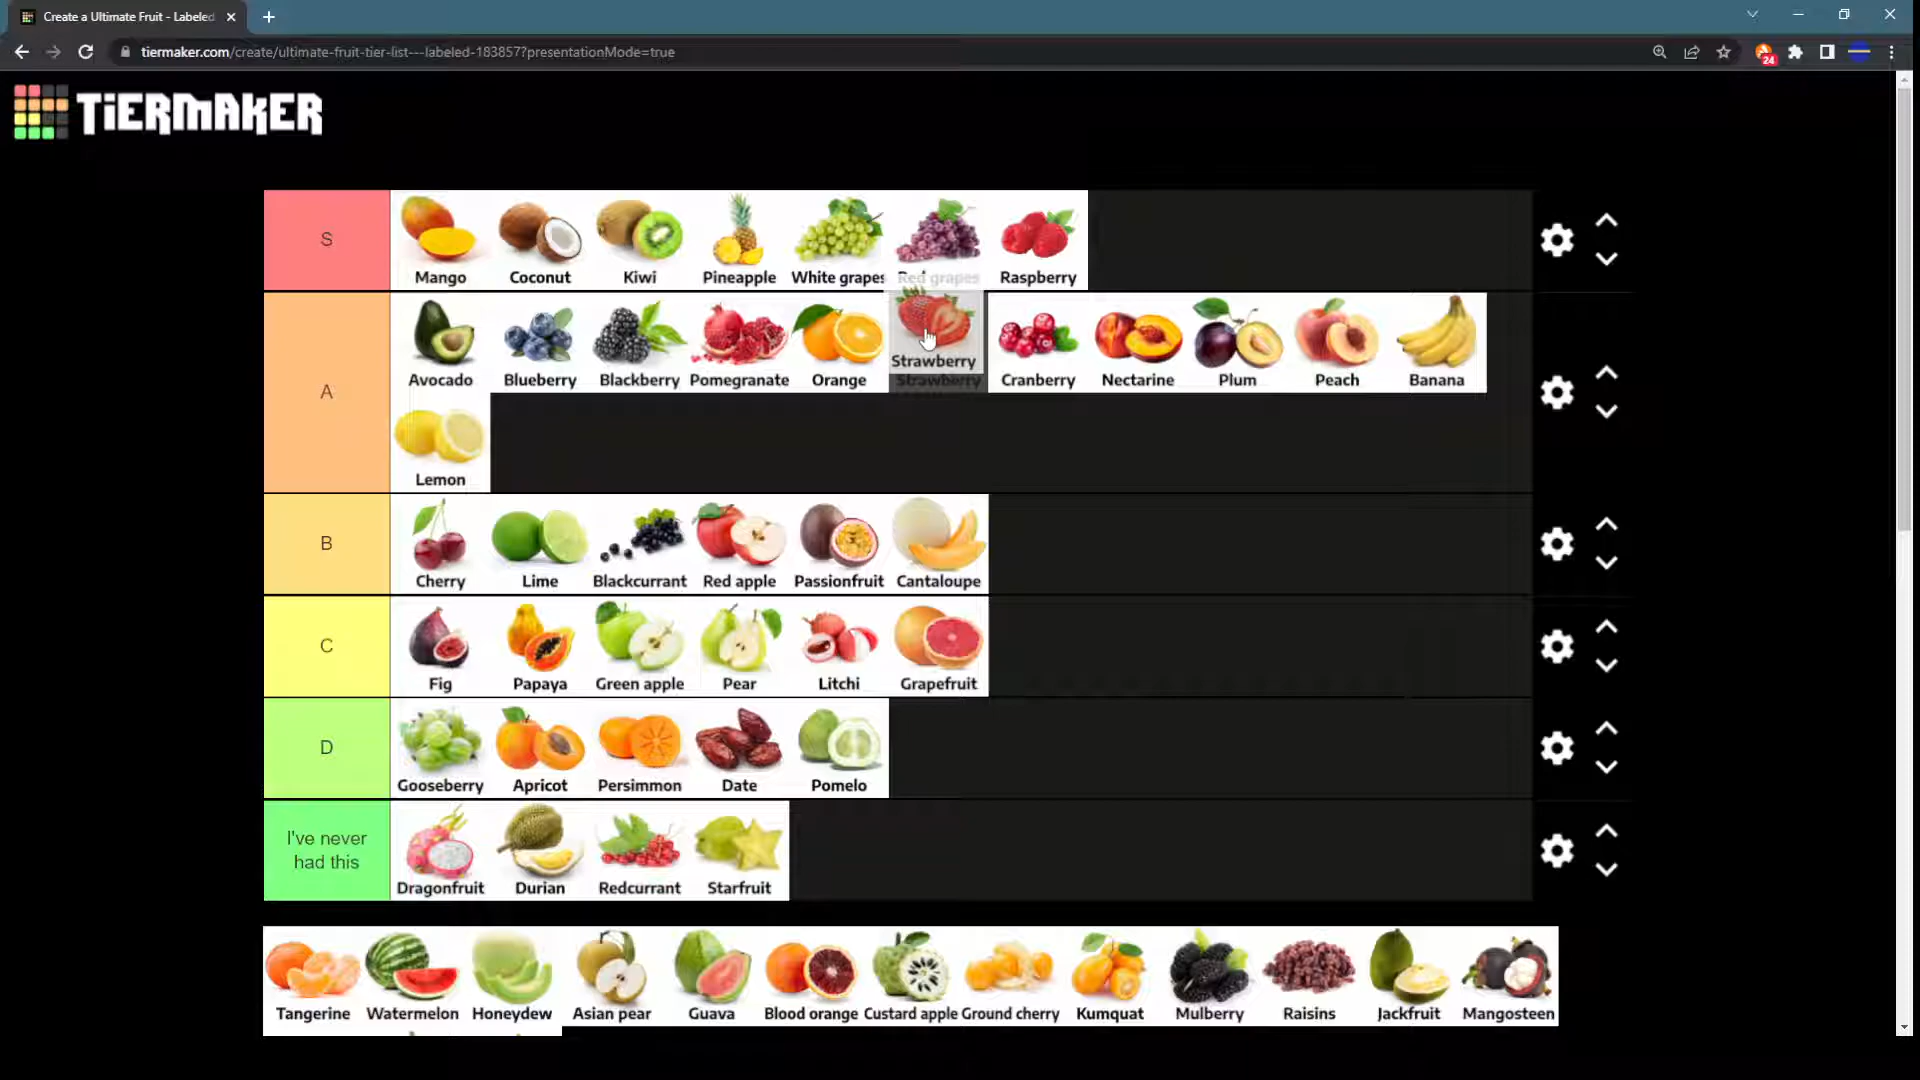 Create a Ultimate Fruit - Labeled
tiermaker.com/create/ultimate-fruit-tier-list---labeled-183857?presentationMode=true
24
TiERMAKER
S
Mango Coconut Kiwi Pineapple White grapes Red grapes Raspberry
A
Avocado Blueberry Blackberry Pomegranate Orange Strawberry Strawberry Cranberry Nectarine Plum Peach Banana
Lemon
B
Cherry Lime Blackcurrant Red apple Passionfruit Cantaloupe
C
Fig Papaya Green apple Pear Litchi Grapefruit
D
Gooseberry Apricot Persimmon Date Pomelo
I've never
had this
Dragonfruit Durian Redcurrant Starfruit
Tangerine Watermelon Honeydew Asian pear Guava Blood orange Custard apple Ground cherry Kumquat Mulberry Raisins Jackfruit Mangosteen